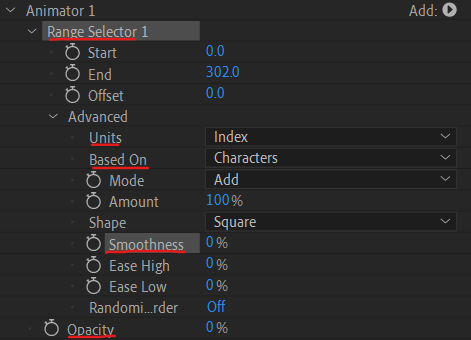 Animator 1 Add:
Range Selector 1
Start 0.0
End 302.0
Offset 0.0
Advanced
Units Index
Based On Characters
Mode Add
Amount 100%
Shape Square
Smoothness 0%
Ease High 0%
Ease Low 0%
Randomi...rder Off
Opacity 0%